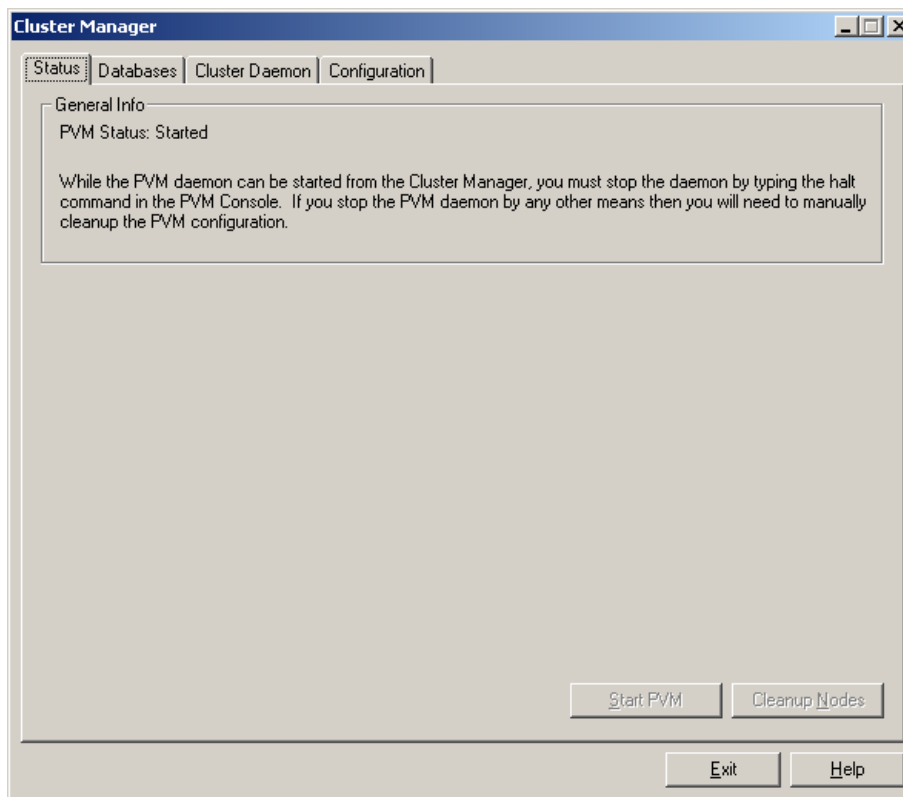 Cluster Manager
Status Databases Cluster Daemon Configuration
General Info
PVM Status: Started
While the PVM daemon can be started from the Cluster Manager, you must stop the daemon by typing the halt
command in the PVM Console. If you stop the PVM daemon by any other means then you will need to manually
cleanup the PVM configuration.
Start PVM Cleanup Nodes
Exit Help